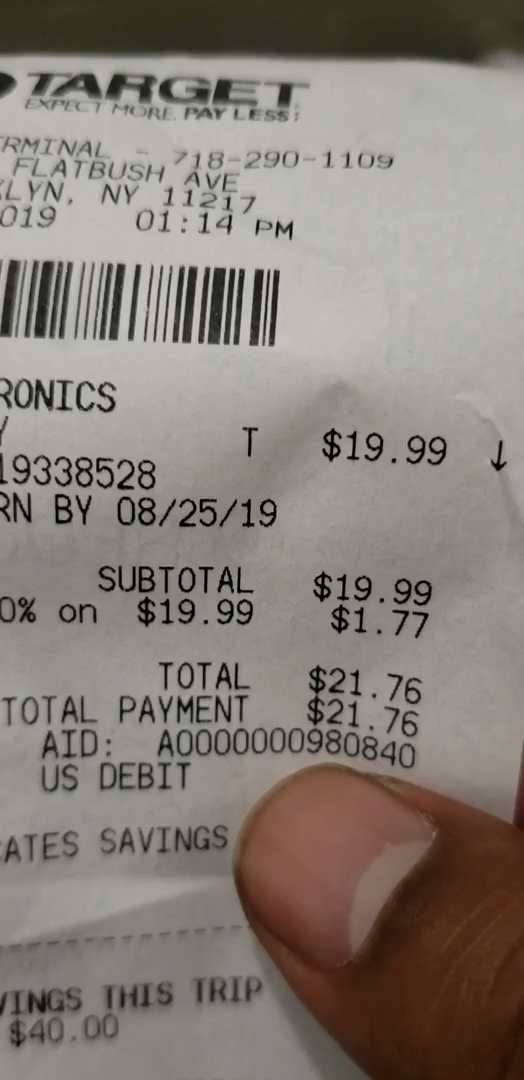 TARGET
EXPECT MORE. PAY LESS.
RMINAL - 718-290-1109
FLATBUSH AVE
KLYN, NY 11217
019 01:14 PM
RONICS
Y T $19.99 ↓
19338528
RN BY 08/25/19
SUBTOTAL $19.99
0% on $19.99 $1.77
TOTAL $21.76
TOTAL PAYMENT $21.76
AID: A0000000980840
US DEBIT
CATES SAVINGS
VINGS THIS TRIP
$40.00